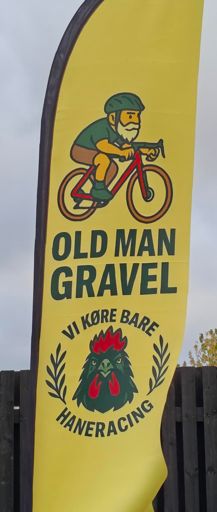 OLD MAN
GRAVEL
VI KØRE BARE
HANERACING